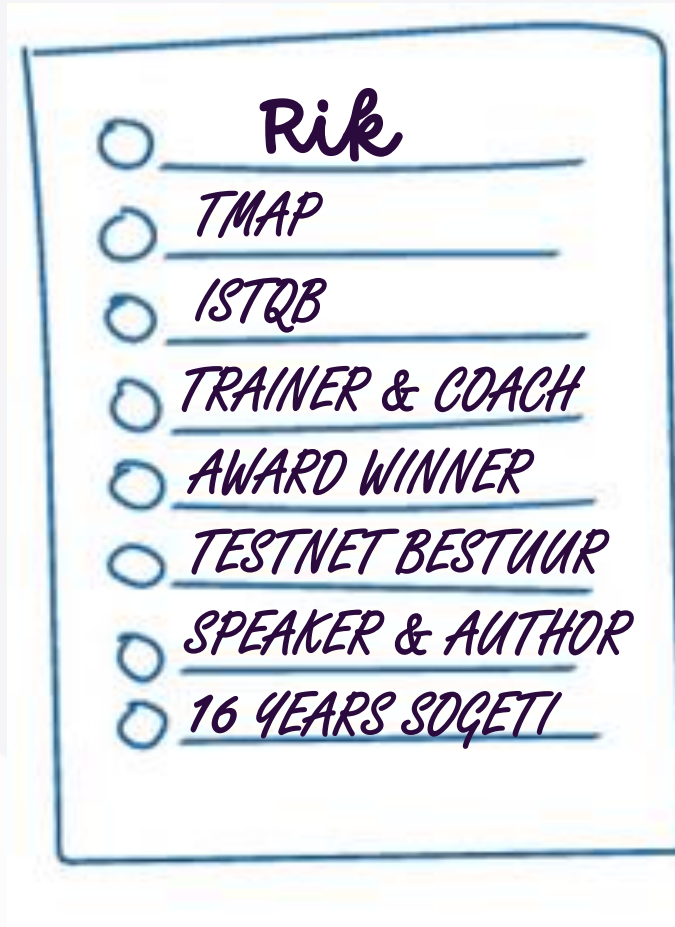 Rik
TMAP
ISTQB
TRAINER & COACH
AWARD WINNER
TESTNET BESTUUR
SPEAKER & AUTHOR
16 YEARS SOGETI